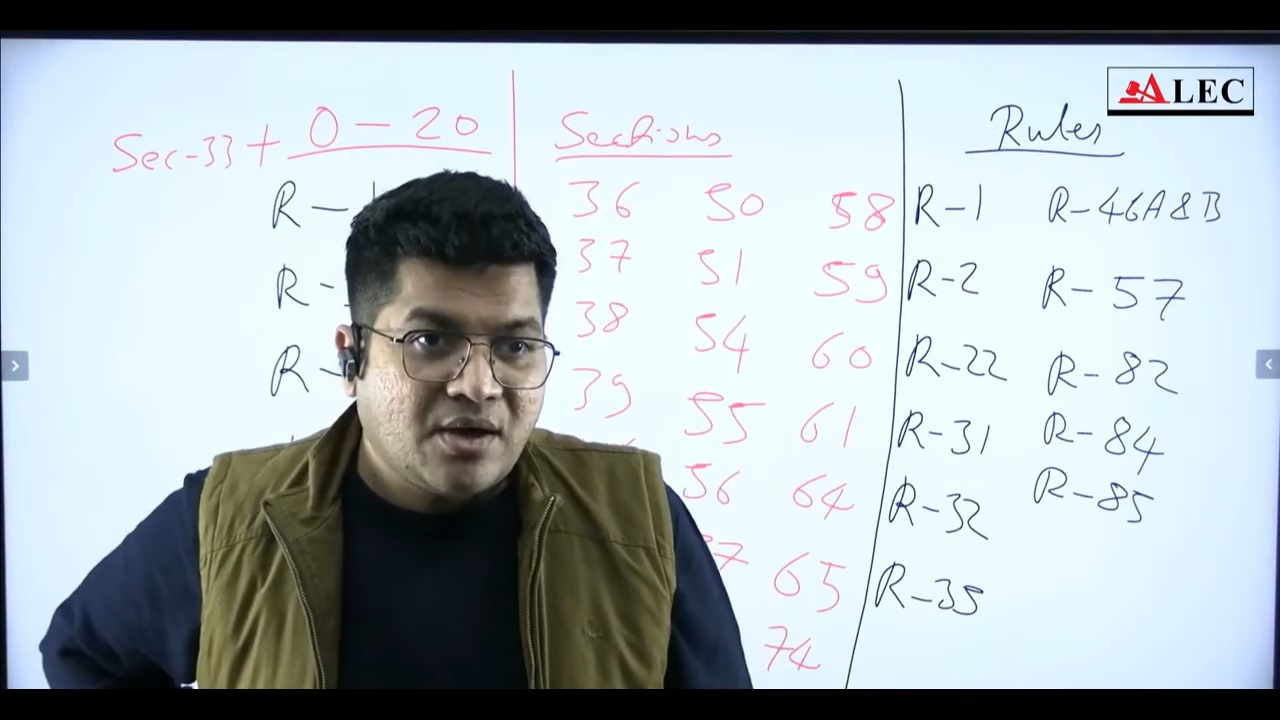 ALEC
Sec-33 + O-20
R-
R-
R-
Sections
36 50 58
37 51 59
38 54 60
39 55 61
56 64
65
74
Rules
R-1 R-46A&B
R-2 R-57
R-22 R-82
R-31 R-84
R-32 R-85
R-35